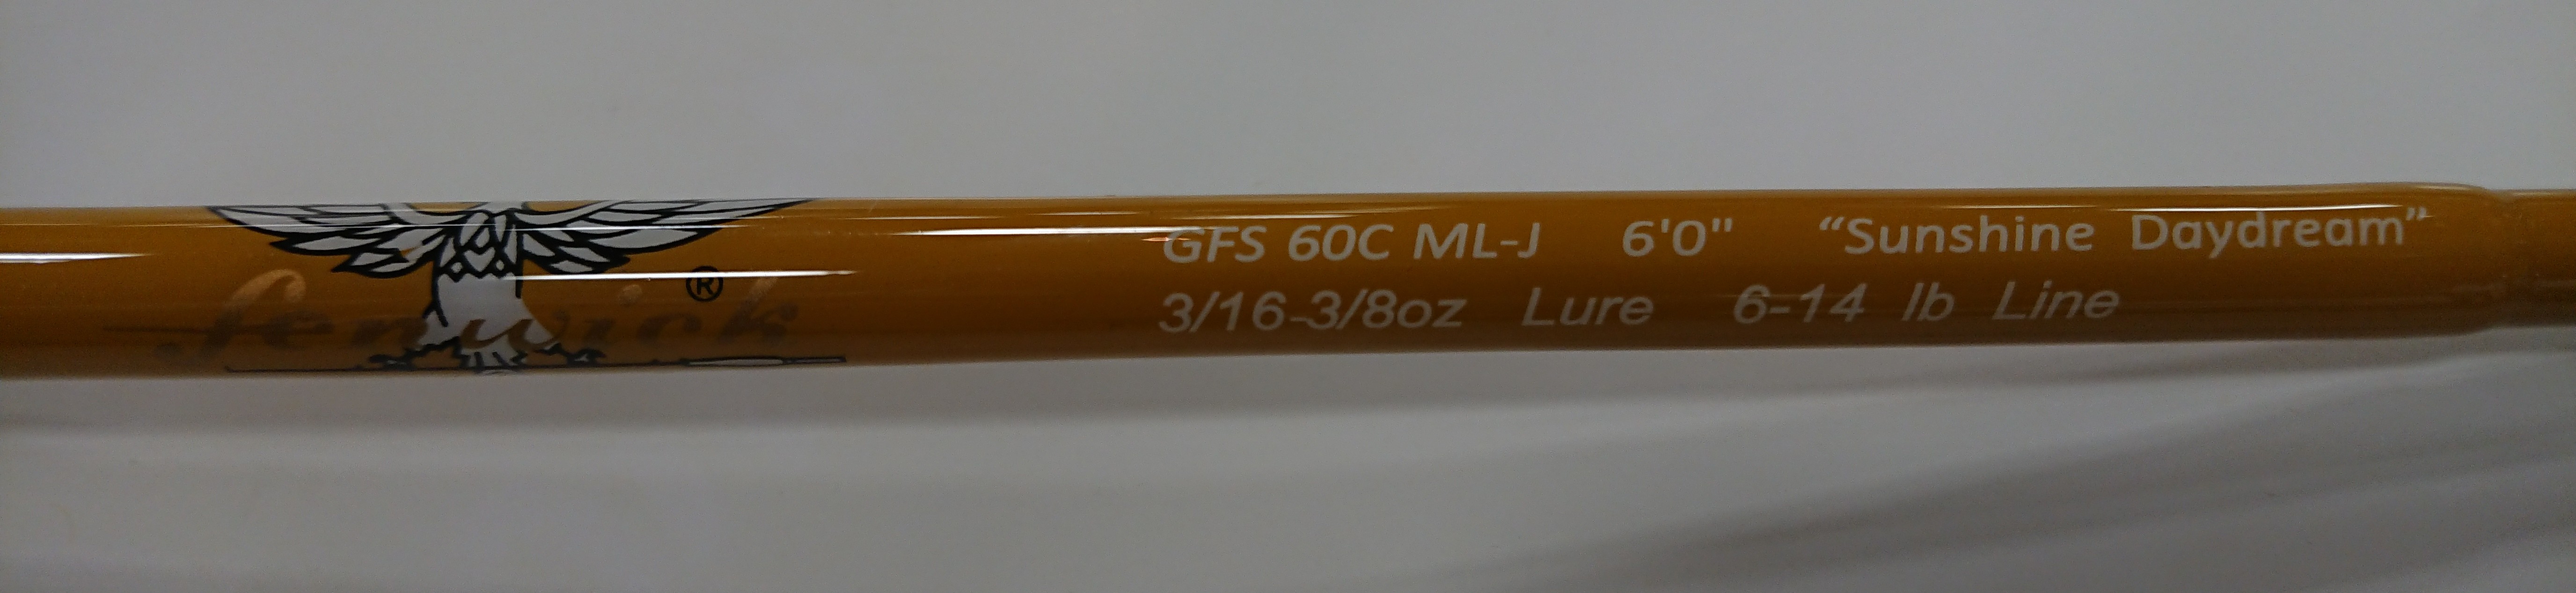 fenwick ®
GFS 60C ML-J 6'0" “Sunshine Daydream”
3/16-3/8oz Lure 6-14 lb Line